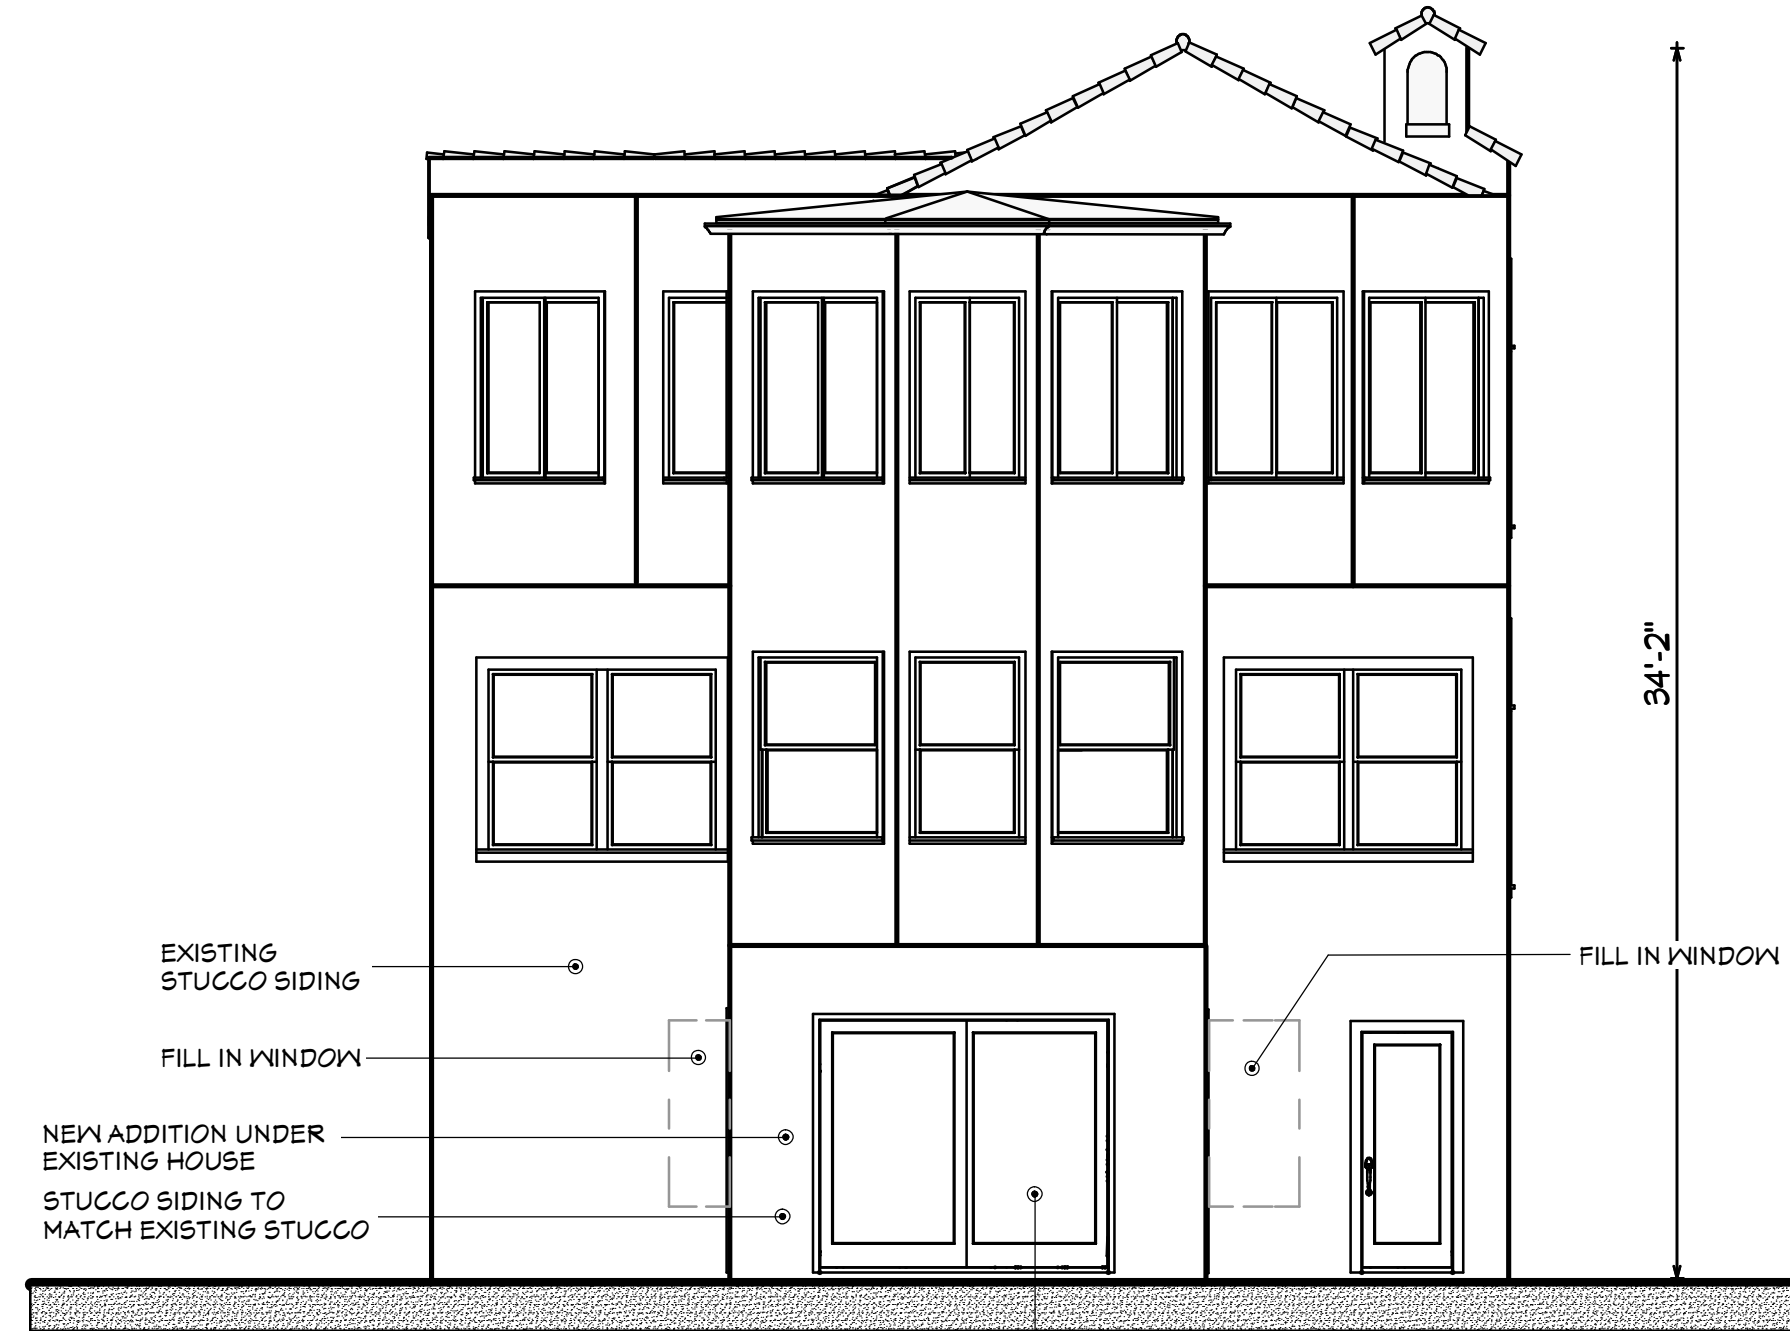 34'-2"
EXISTING
STUCCO SIDING
FILL IN WINDOW
FILL IN WINDOW
NEW ADDITION UNDER
EXISTING HOUSE
STUCCO SIDING TO
MATCH EXISTING STUCCO